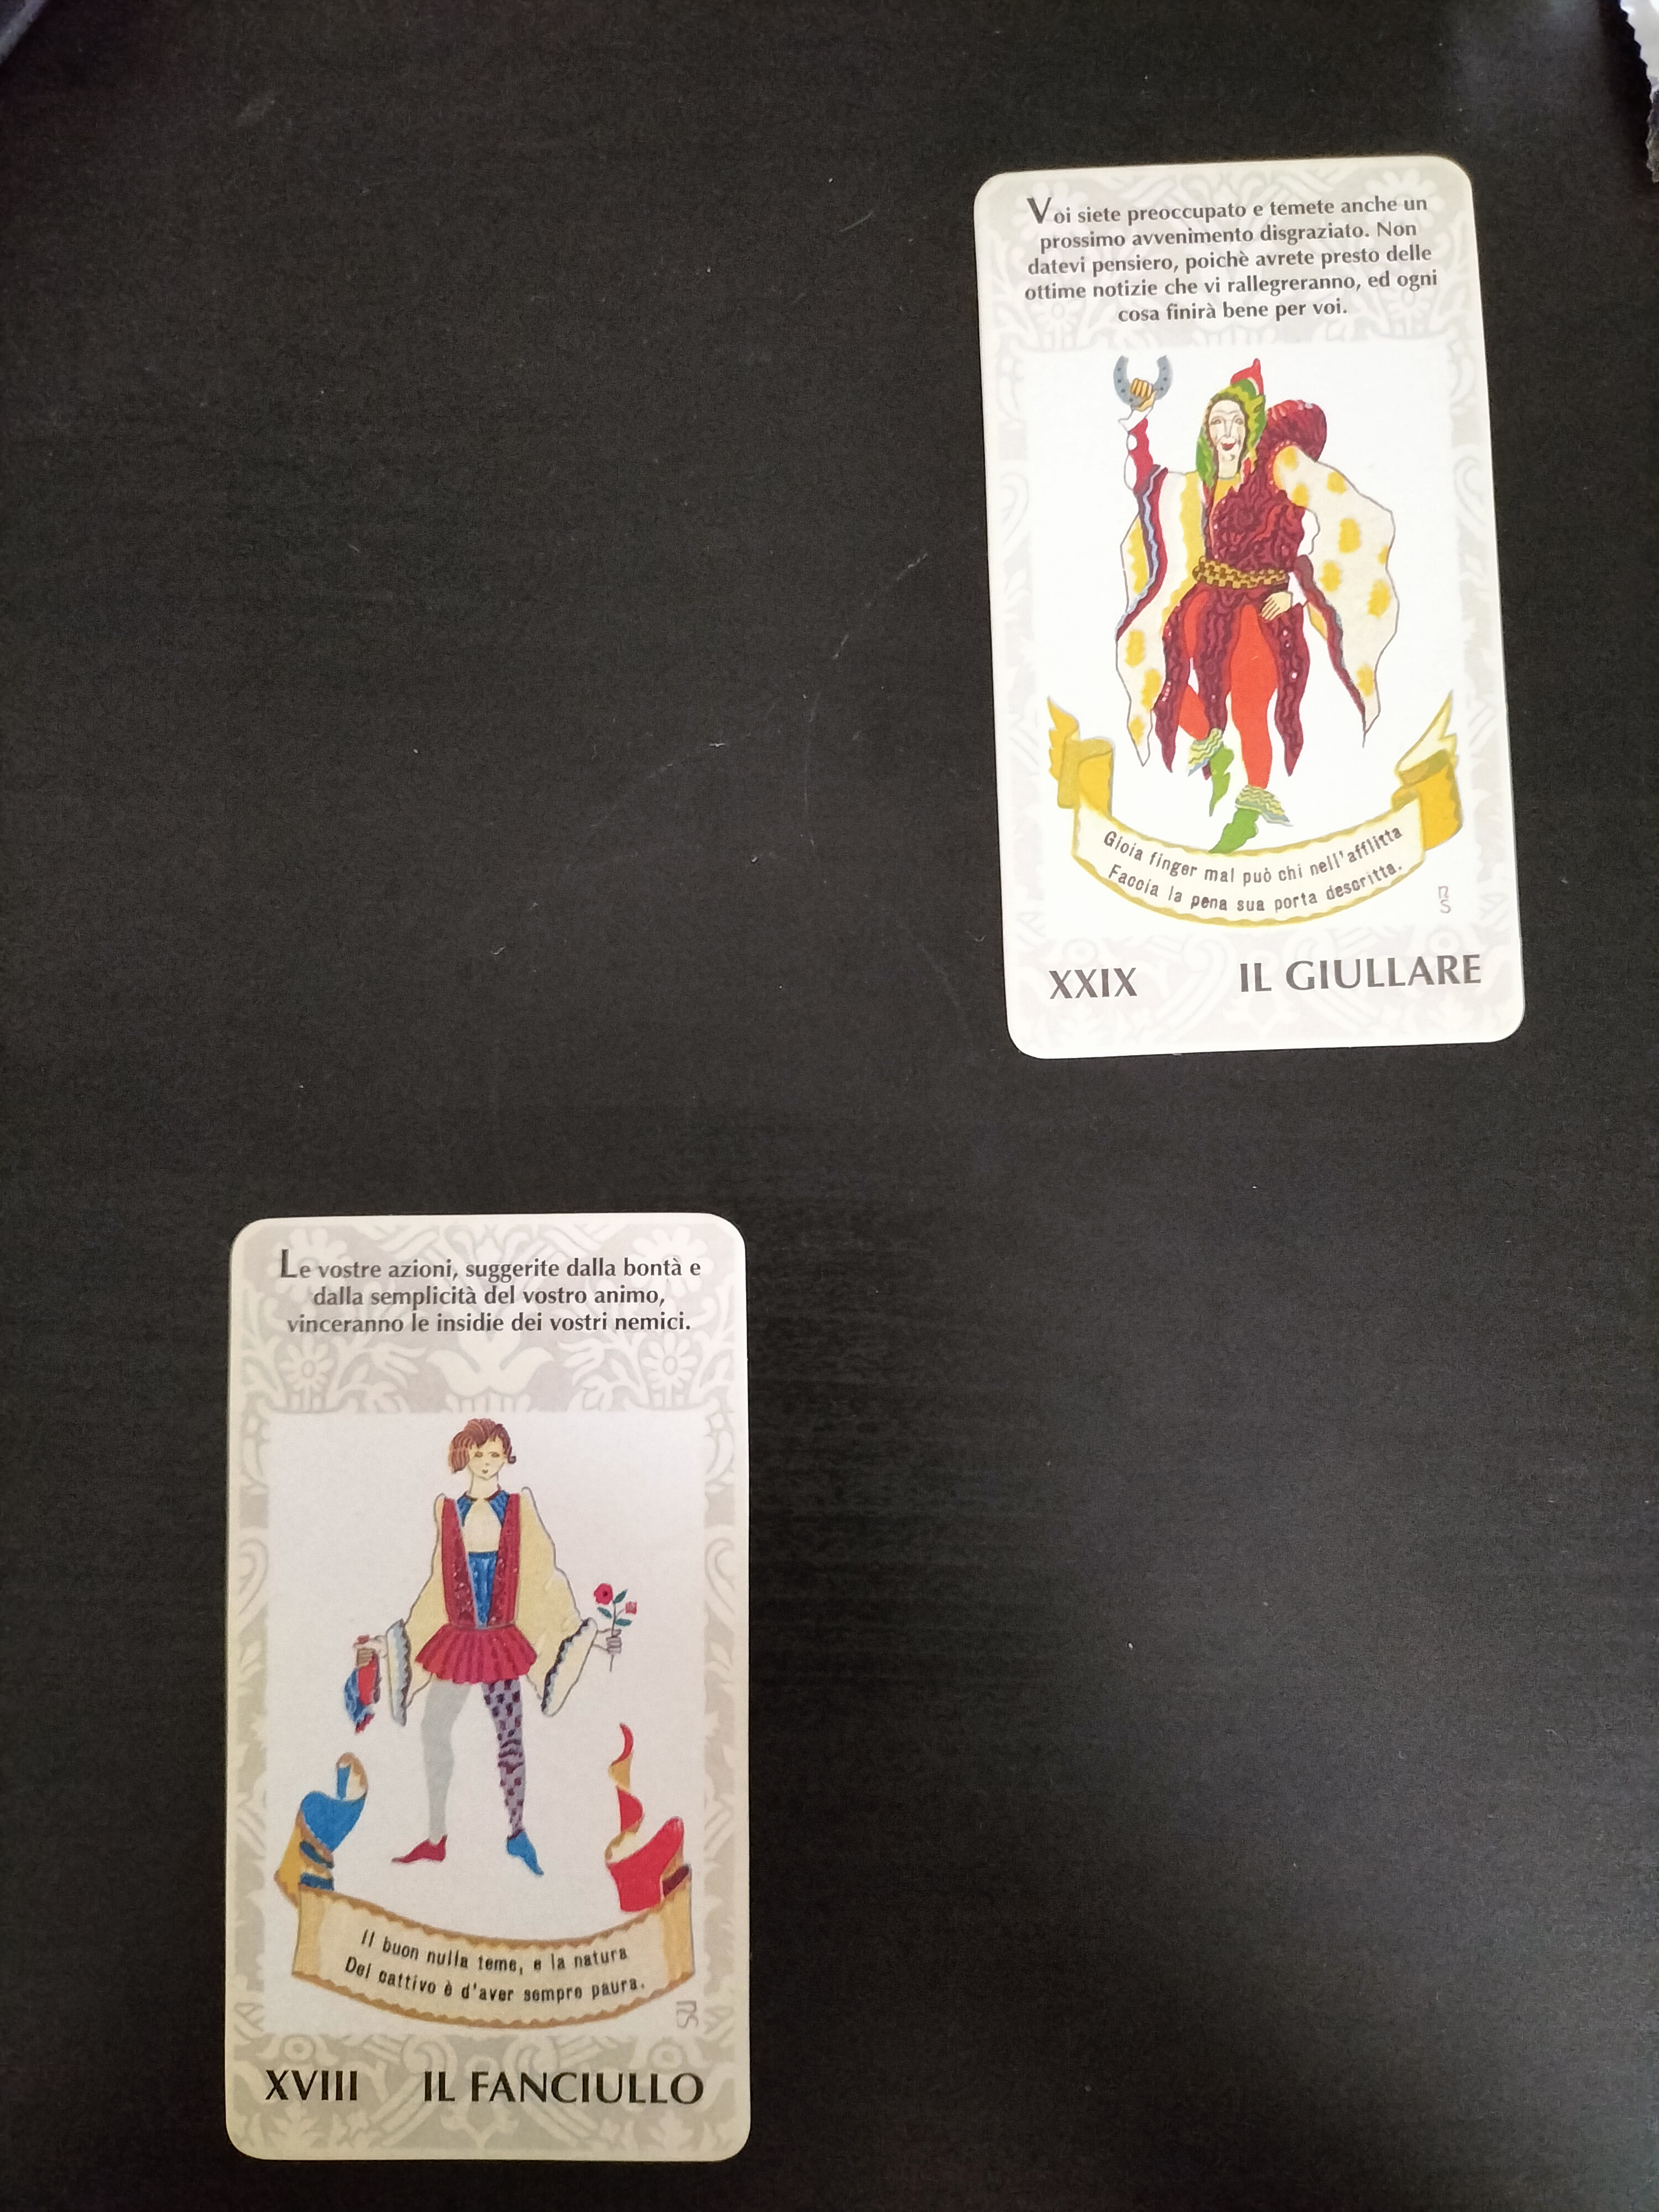 Voi siete preoccupato e temete anche un
prossimo avvenimento disgraziato. Non
datevi pensiero, poichè avrete presto delle
ottime notizie che vi rallegreranno, ed ogni
cosa finirà bene per voi.
Gioia finger mal può chi nell'afflitta
Faccia la pena sua porta descritta.
XXIX IL GIULLARE
Le vostre azioni, suggerite dalla bontà e
dalla semplicità del vostro animo,
vinceranno le insidie dei vostri nemici.
Il buon nulla teme, e la natura
Del cattivo è d'aver sempre paura.
XVIII IL FANCIULLO